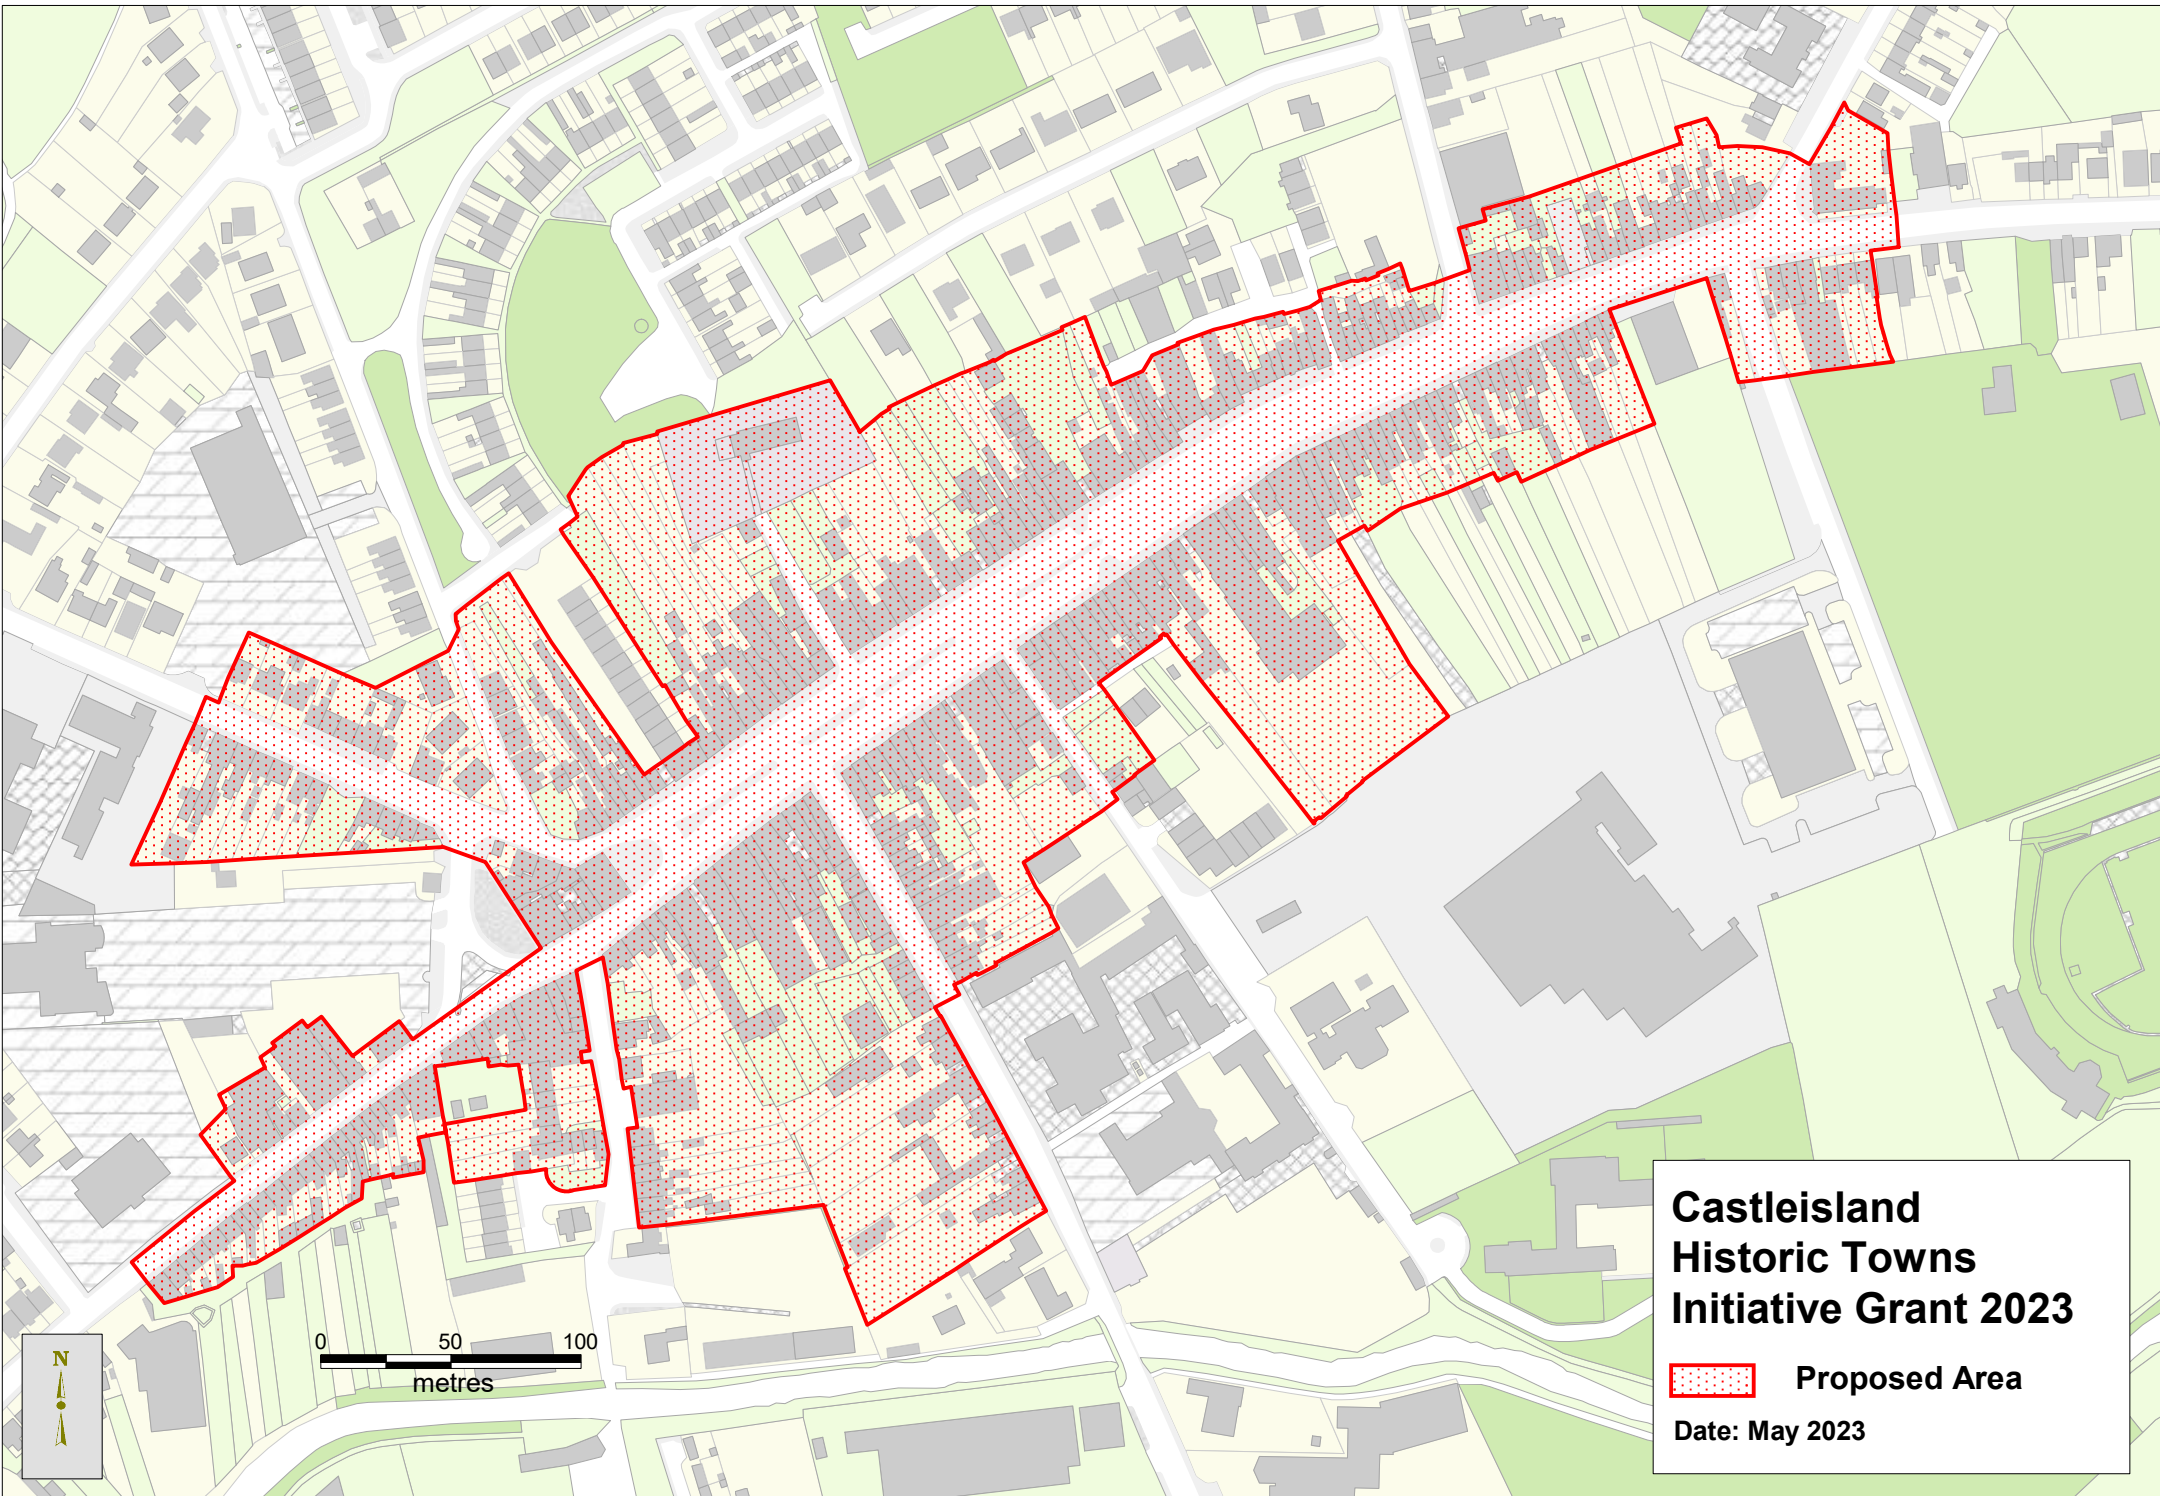 Castleisland
Historic Towns
Initiative Grant 2023
Proposed Area
Date: May 2023
0 50 100
metres
N